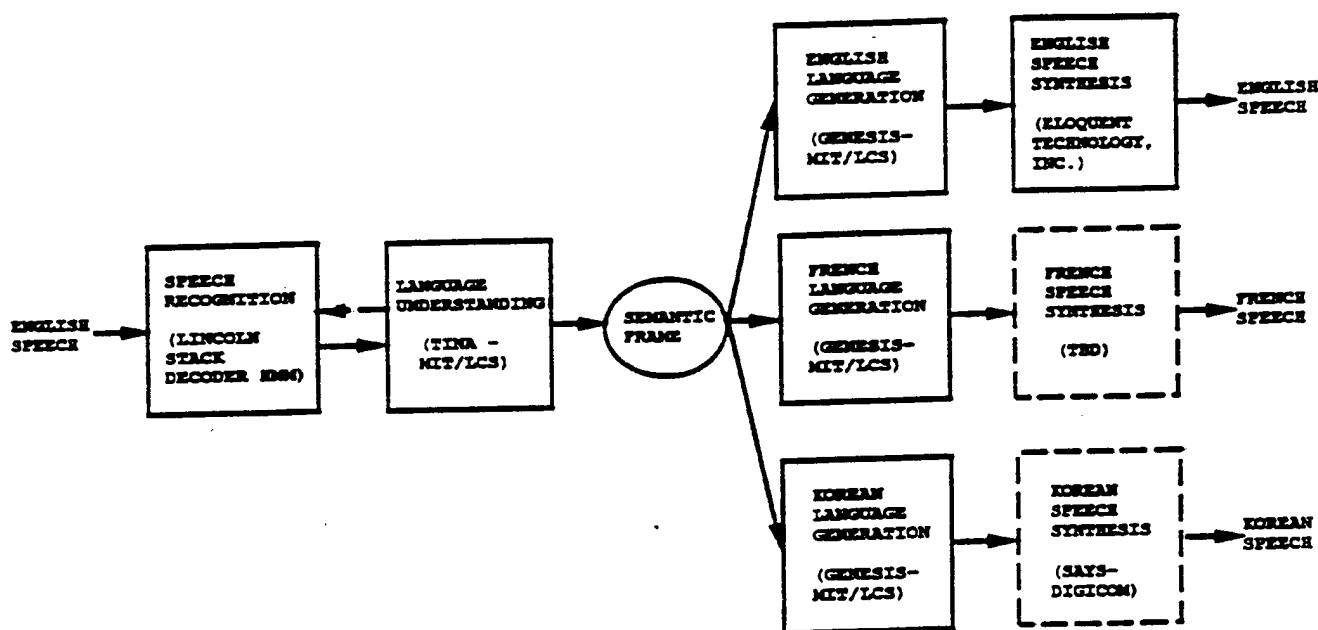 ENGLISH
SPEECH
SPEECH
RECOGNITION
(LINCOLN
STACK
DECODER HMM)
LANGUAGE
UNDERSTANDING
(TINA -
MIT/LCS)
SEMANTIC
FRAME
ENGLISH
LANGUAGE
GENERATION
(GENESIS-
MIT/LCS)
ENGLISH
SPEECH
SYNTHESIS
(ELOQUENT
TECHNOLOGY,
INC.)
ENGLISH
SPEECH
FRENCH
LANGUAGE
GENERATION
(GENESIS-
MIT/LCS)
FRENCH
SPEECH
SYNTHESIS
(TBD)
FRENCH
SPEECH
KOREAN
LANGUAGE
GENERATION
(GENESIS-
MIT/LCS)
KOREAN
SPEECH
SYNTHESIS
(SAYS-
DIGICOM)
KOREAN
SPEECH